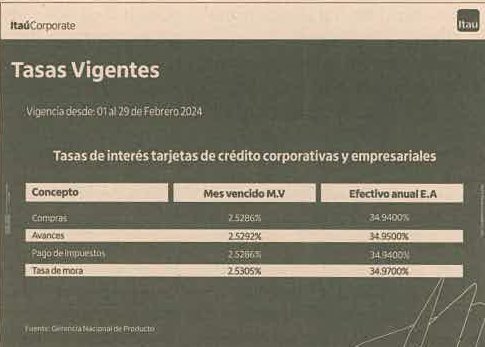 ItaúCorporate
Itaú
Tasas Vigentes
Vigencia desde: 01 al 29 de Febrero 2024
Tasas de interés tarjetas de crédito corporativas y empresariales
Concepto Mes vencido M.V Efectivo anual E.A
Compras 2.5286% 34.9400%
Avances 2.5292% 34.9500%
Pago de impuestos 2.5286% 34.9400%
Tasa de mora 2.5305% 34.9700%
Fuente: Gerencia Nacional de Producto